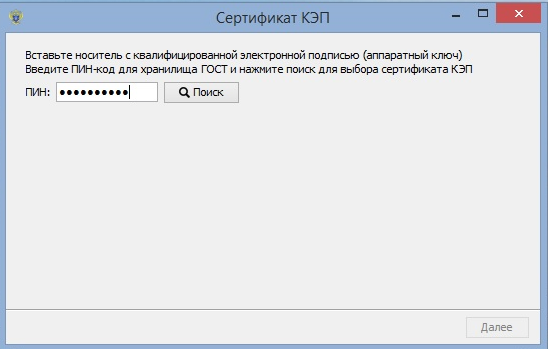 Сертификат КЭП
Вставьте носитель с квалифицированной электронной подписью (аппаратный ключ)
Введите ПИН-код для хранилища ГОСТ и нажмите поиск для выбора сертификата КЭП
ПИН: ●●●●●●●●●● Поиск
Далее